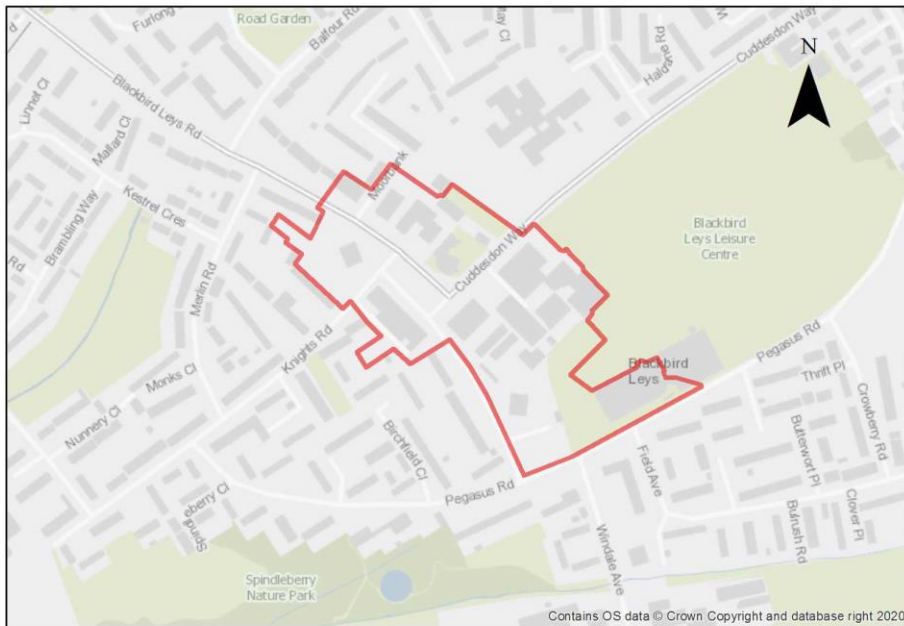 Furlong
Road Garden
Balfour Rd
May Cl
Cuddesdon Way
N
Linnet Cl
Mallard Cl
Blackbird Leys Rd
Moorbank
Brambling Way
Kestrel Cres
Merlin Rd
Rd
Cuddesdon Way
Blackbird
Leys Leisure
Centre
Knights Rd
Monks Cl
Nunnery Cl
Blackbird
Leys
Pegasus Rd
Thrift Pl
Crowberry Rd
Butterwort Pl
Birchfield Cl
Field Ave
Pegasus Rd
Bulrush Rd
Clover Pl
Windale Ave
Spindleberry
Nature Park
Contains OS data © Crown Copyright and database right 2020